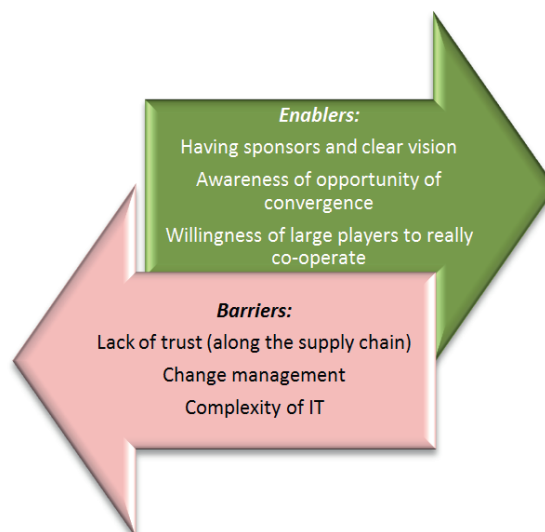 Enablers:
Having sponsors and clear vision
Awareness of opportunity of
convergence
Willingness of large players to really
co-operate
Barriers:
Lack of trust (along the supply chain)
Change management
Complexity of IT